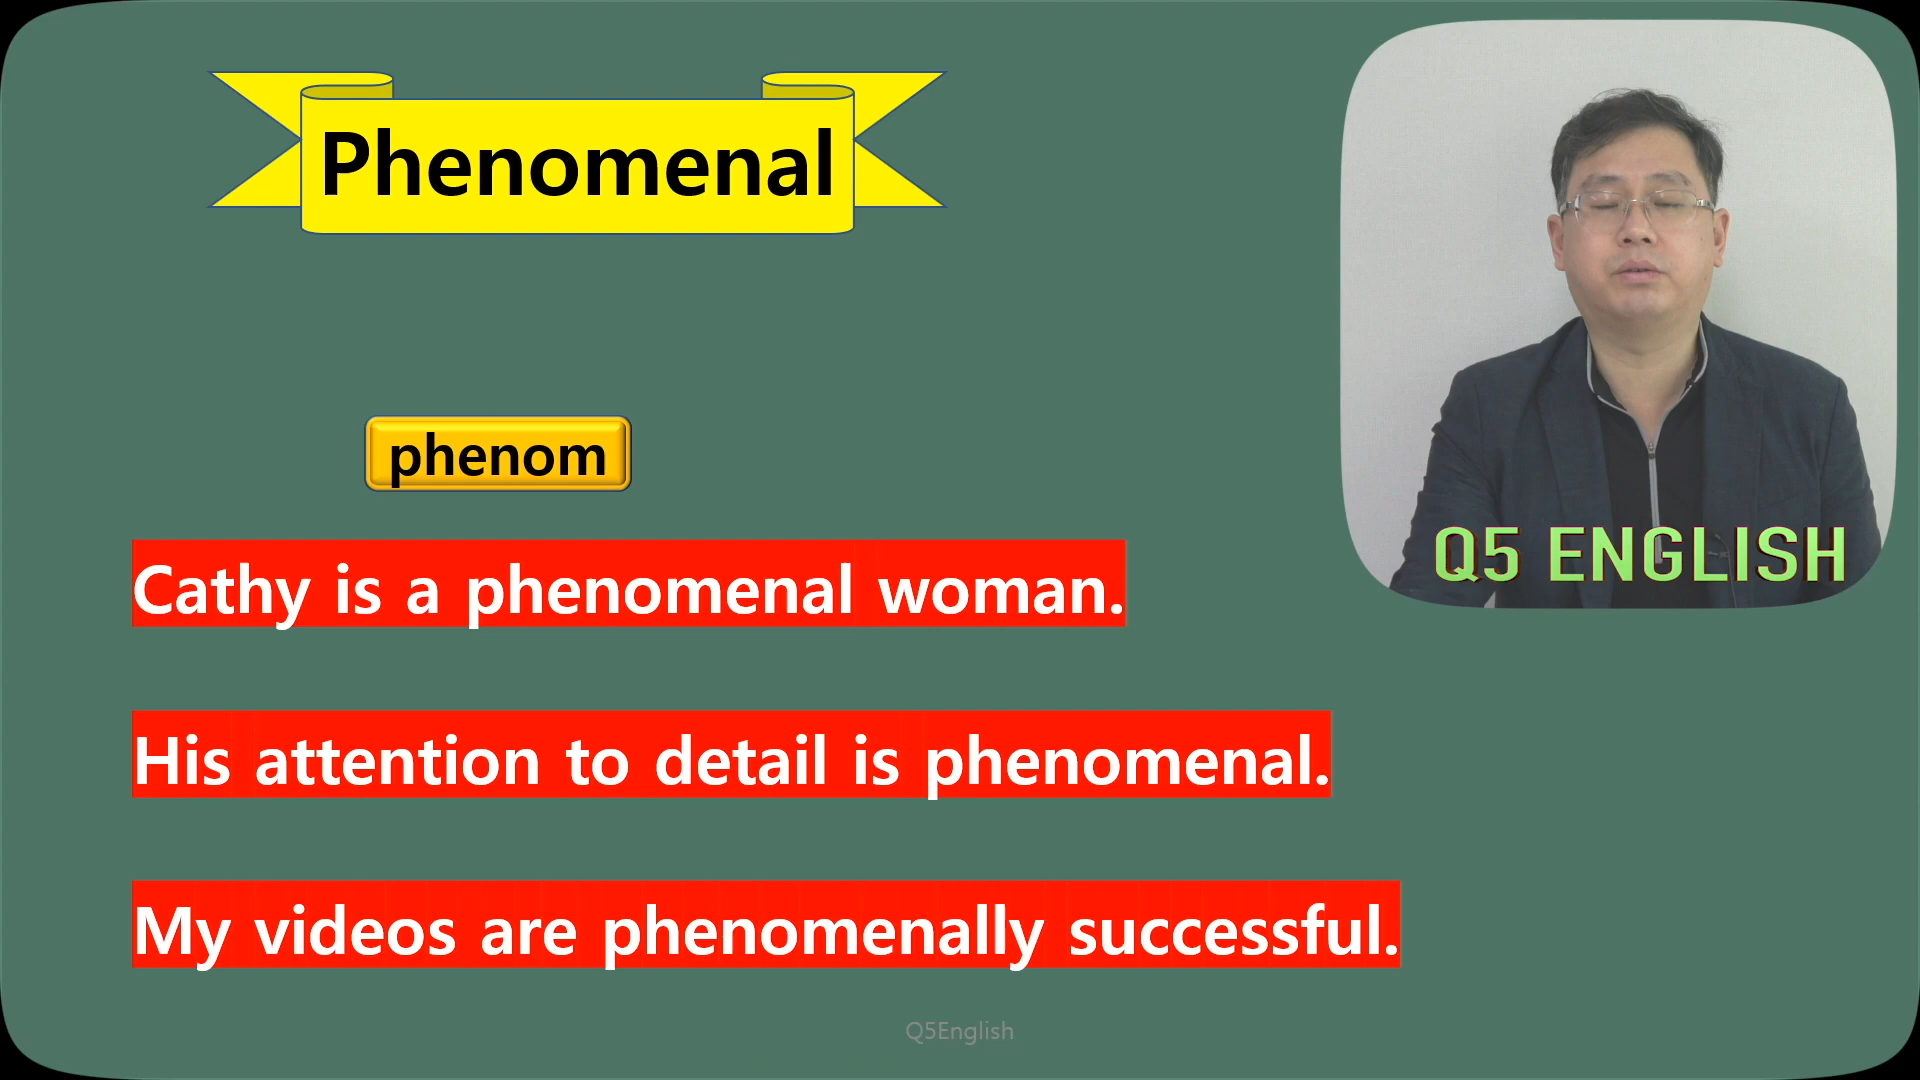 Phenomenal
phenom
Cathy is a phenomenal woman.
Q5 ENGLISH
His attention to detail is phenomenal.
My videos are phenomenally successful.
Q5English